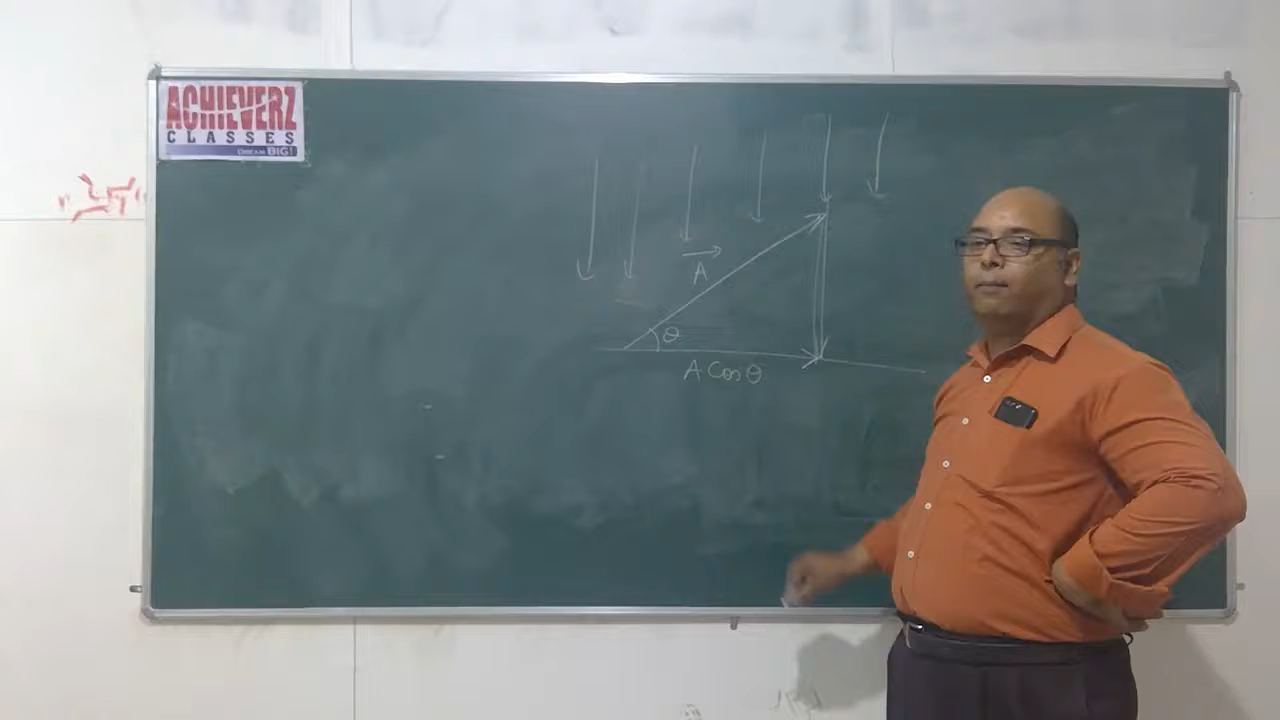 ACHIEVERZ
CLASSES
DREAM BIG!
A
θ
A Cos θ